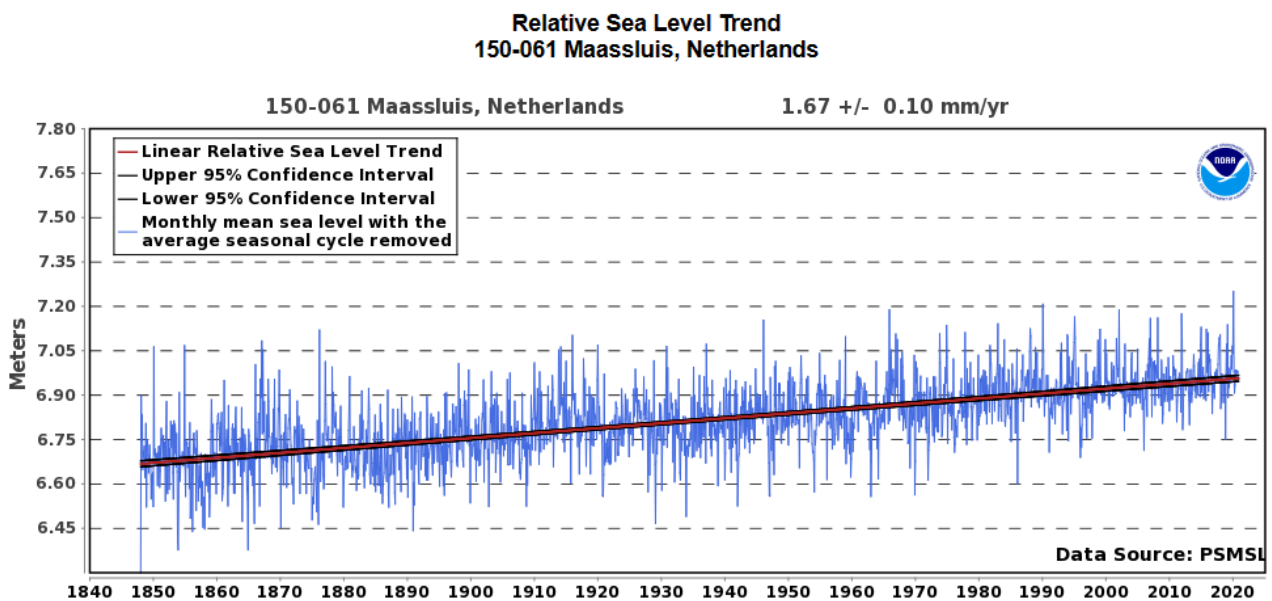 Relative Sea Level Trend
150-061 Maassluis, Netherlands
150-061 Maassluis, Netherlands 1.67 +/- 0.10 mm/yr
7.80
7.65
7.50
7.35
7.20
7.05
6.90
6.75
6.60
6.45
Meters
Linear Relative Sea Level Trend
Upper 95% Confidence Interval
Lower 95% Confidence Interval
Monthly mean sea level with the
average seasonal cycle removed
NOAA
Data Source: PSMSL
1840 1850 1860 1870 1880 1890 1900 1910 1920 1930 1940 1950 1960 1970 1980 1990 2000 2010 2020